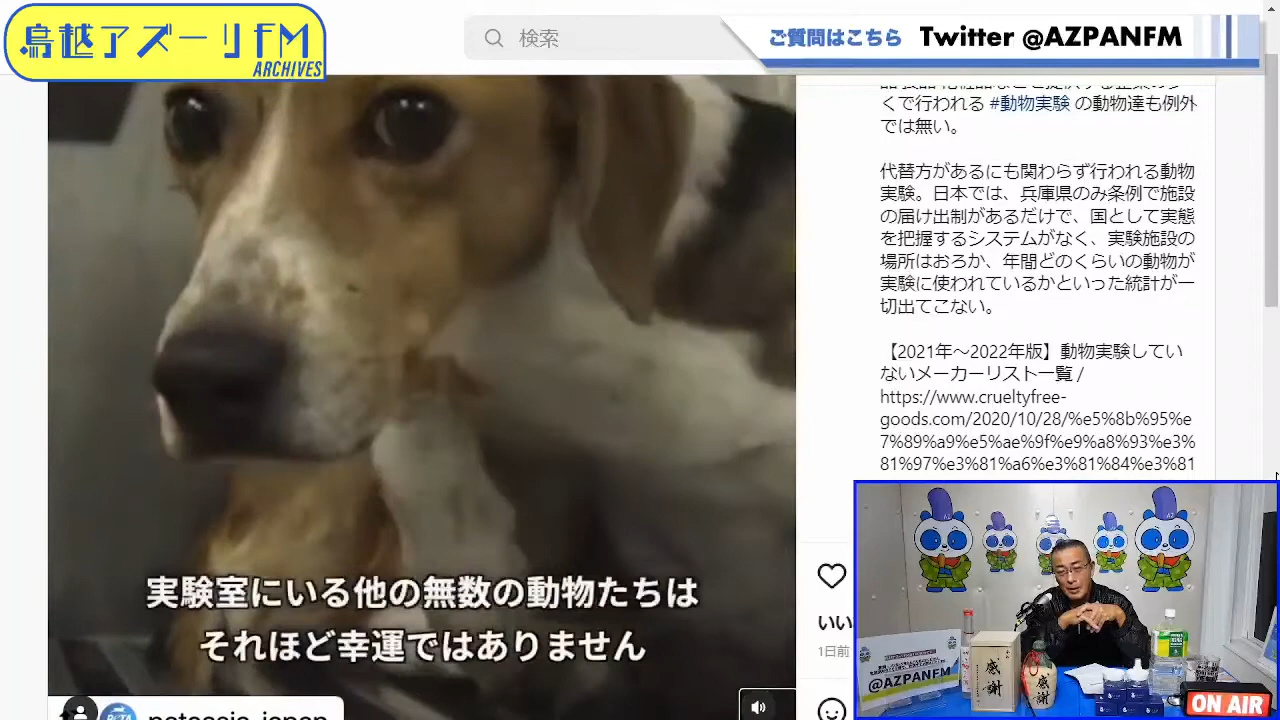 鳥越アズーリFM
ARCHIVES
検索
ご質問はこちら Twitter @AZPANFM
くで行われる #動物実験 の動物達も例外
では無い。
代替方があるにも関わらず行われる動物
実験。日本では、兵庫県のみ条例で施設
の届け出制があるだけで、国として実態
を把握するシステムがなく、実験施設の
場所はおろか、年間どのくらいの動物が
実験に使われているかといった統計が一
切出てこない。
【2021年〜2022年版】動物実験してい
ないメーカーリスト一覧 /
https://www.crueltyfree-
goods.com/2020/10/28/%e5%8b%95%e
7%89%a9%e5%ae%9f%e9%a8%93%e3%
81%97%e3%81%a6%e3%81%84%e3%81
実験室にいる他の無数の動物たちは
それほど幸運ではありません
いい
1日前
@AZPANFM
感謝
感謝
ON AIR